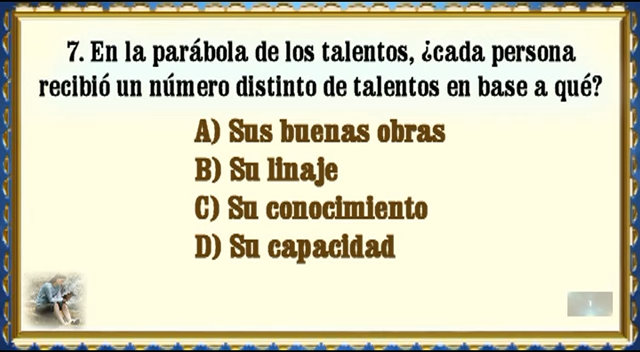 7. En la parábola de los talentos, ¿cada persona
recibió un número distinto de talentos en base a qué?
A) Sus buenas obras
B) Su linaje
C) Su conocimiento
D) Su capacidad